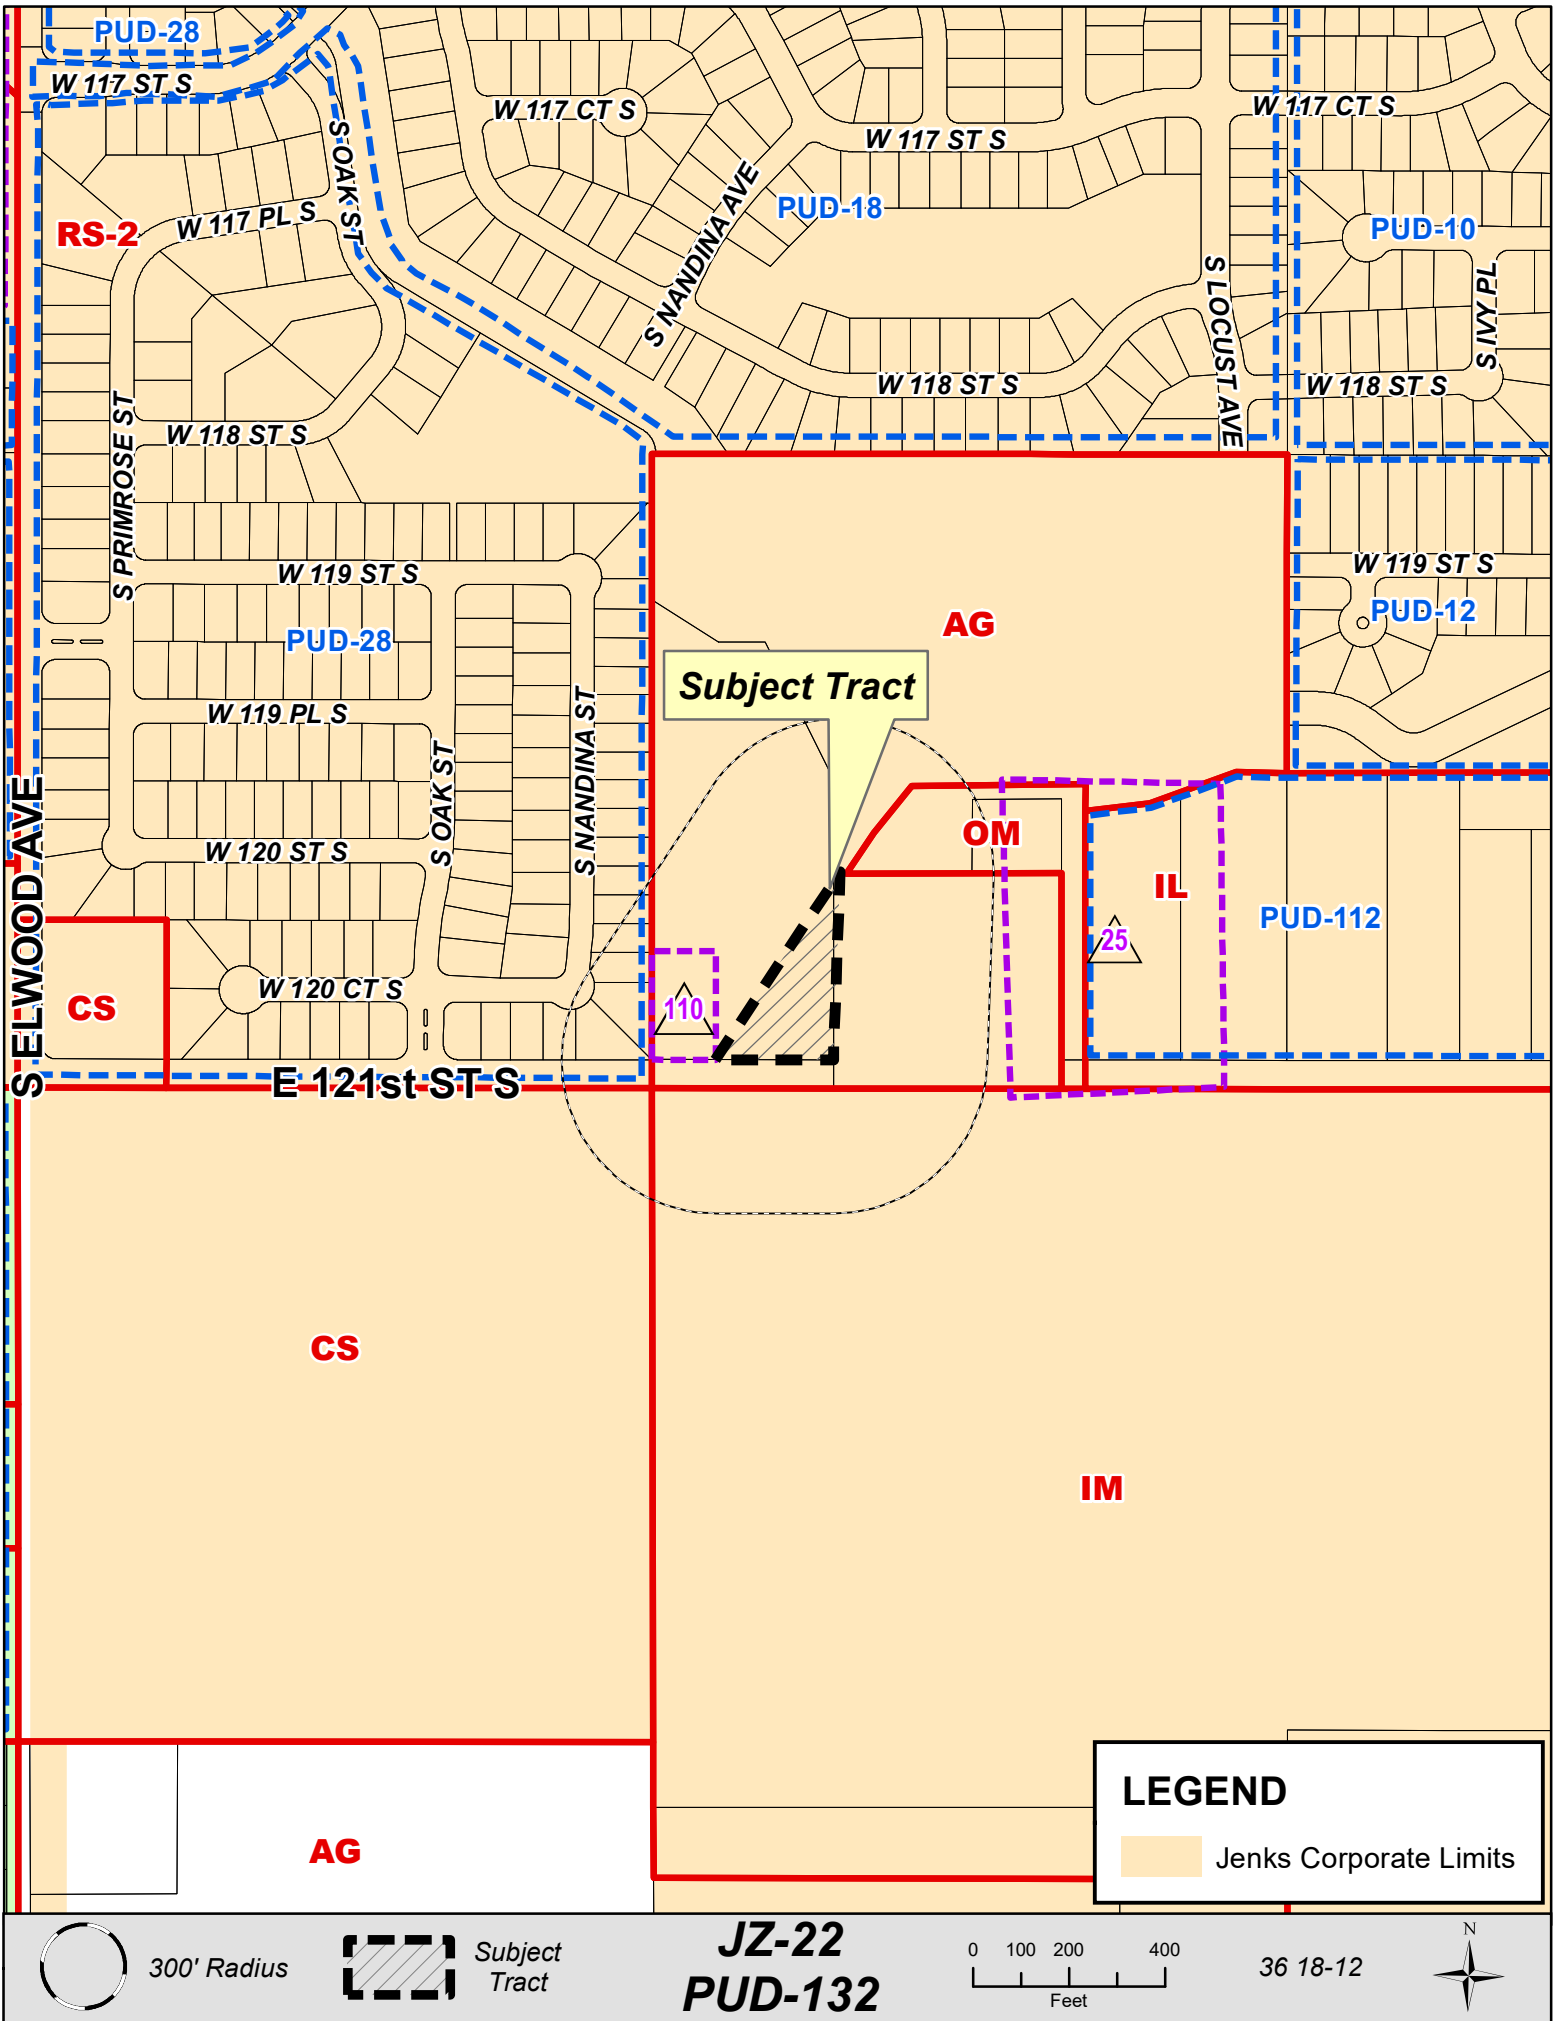 PUD-28
W 117 ST S
W 117 CT S
W 117 CT S
W 117 ST S
S OAK ST
S NANDINA AVE
PUD-18
W 117 PL S
RS-2
PUD-10
S LOCUST AVE
S IVY PL
W 118 ST S
W 118 ST S
S PRIMROSE ST
W 118 ST S
W 119 ST S
W 119 ST S
PUD-12
AG
PUD-28
Subject Tract
W 119 PL S
S NANDINA ST
S OAK ST
OM
W 120 ST S
IL
PUD-112
25
S ELWOOD AVE
W 120 CT S
CS
110
E 121st ST S
CS
IM
AG
LEGEND
Jenks Corporate Limits
300' Radius
Subject
Tract
JZ-22
PUD-132
0 100 200 400
Feet
36 18-12
N